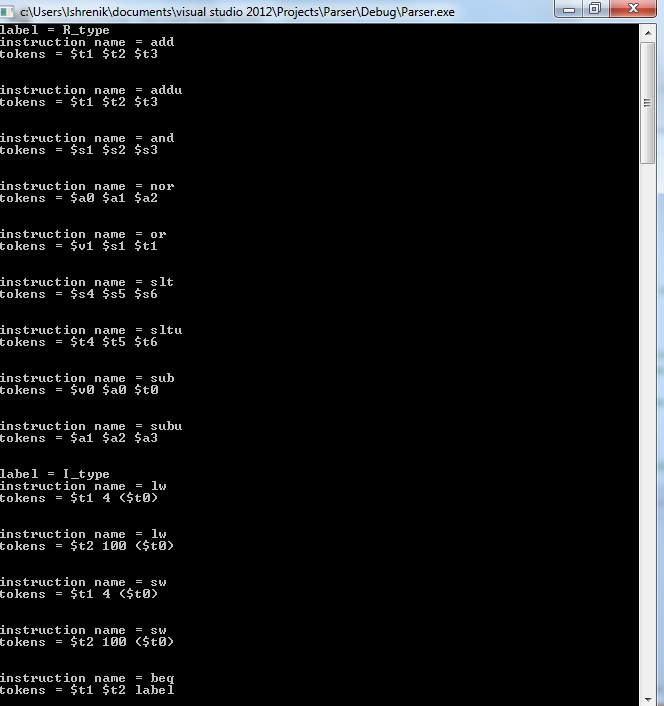 c:\Users\Ishrenik\documents\visual studio 2012\Projects\Parser\Debug\Parser.exe
label = R_type
instruction name = add
tokens = $t1 $t2 $t3
instruction name = addu
tokens = $t1 $t2 $t3
instruction name = and
tokens = $s1 $s2 $s3
instruction name = nor
tokens = $a0 $a1 $a2
instruction name = or
tokens = $v1 $s1 $t1
instruction name = slt
tokens = $s4 $s5 $s6
instruction name = sltu
tokens = $t4 $t5 $t6
instruction name = sub
tokens = $v0 $a0 $t0
instruction name = subu
tokens = $a1 $a2 $a3
label = I_type
instruction name = lw
tokens = $t1 4 ($t0)
instruction name = lw
tokens = $t2 100 ($t0)
instruction name = sw
tokens = $t1 4 ($t0)
instruction name = sw
tokens = $t2 100 ($t0)
instruction name = beq
tokens = $t1 $t2 label